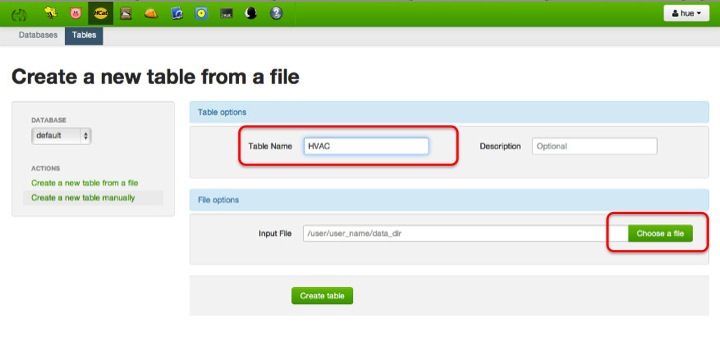 HCat
hue
Databases Tables
Create a new table from a file
DATABASE
default
ACTIONS
Create a new table from a file
Create a new table manually
Table options
Table Name HVAC Description Optional
File options
Input File /user/user_name/data_dir Choose a file
Create table